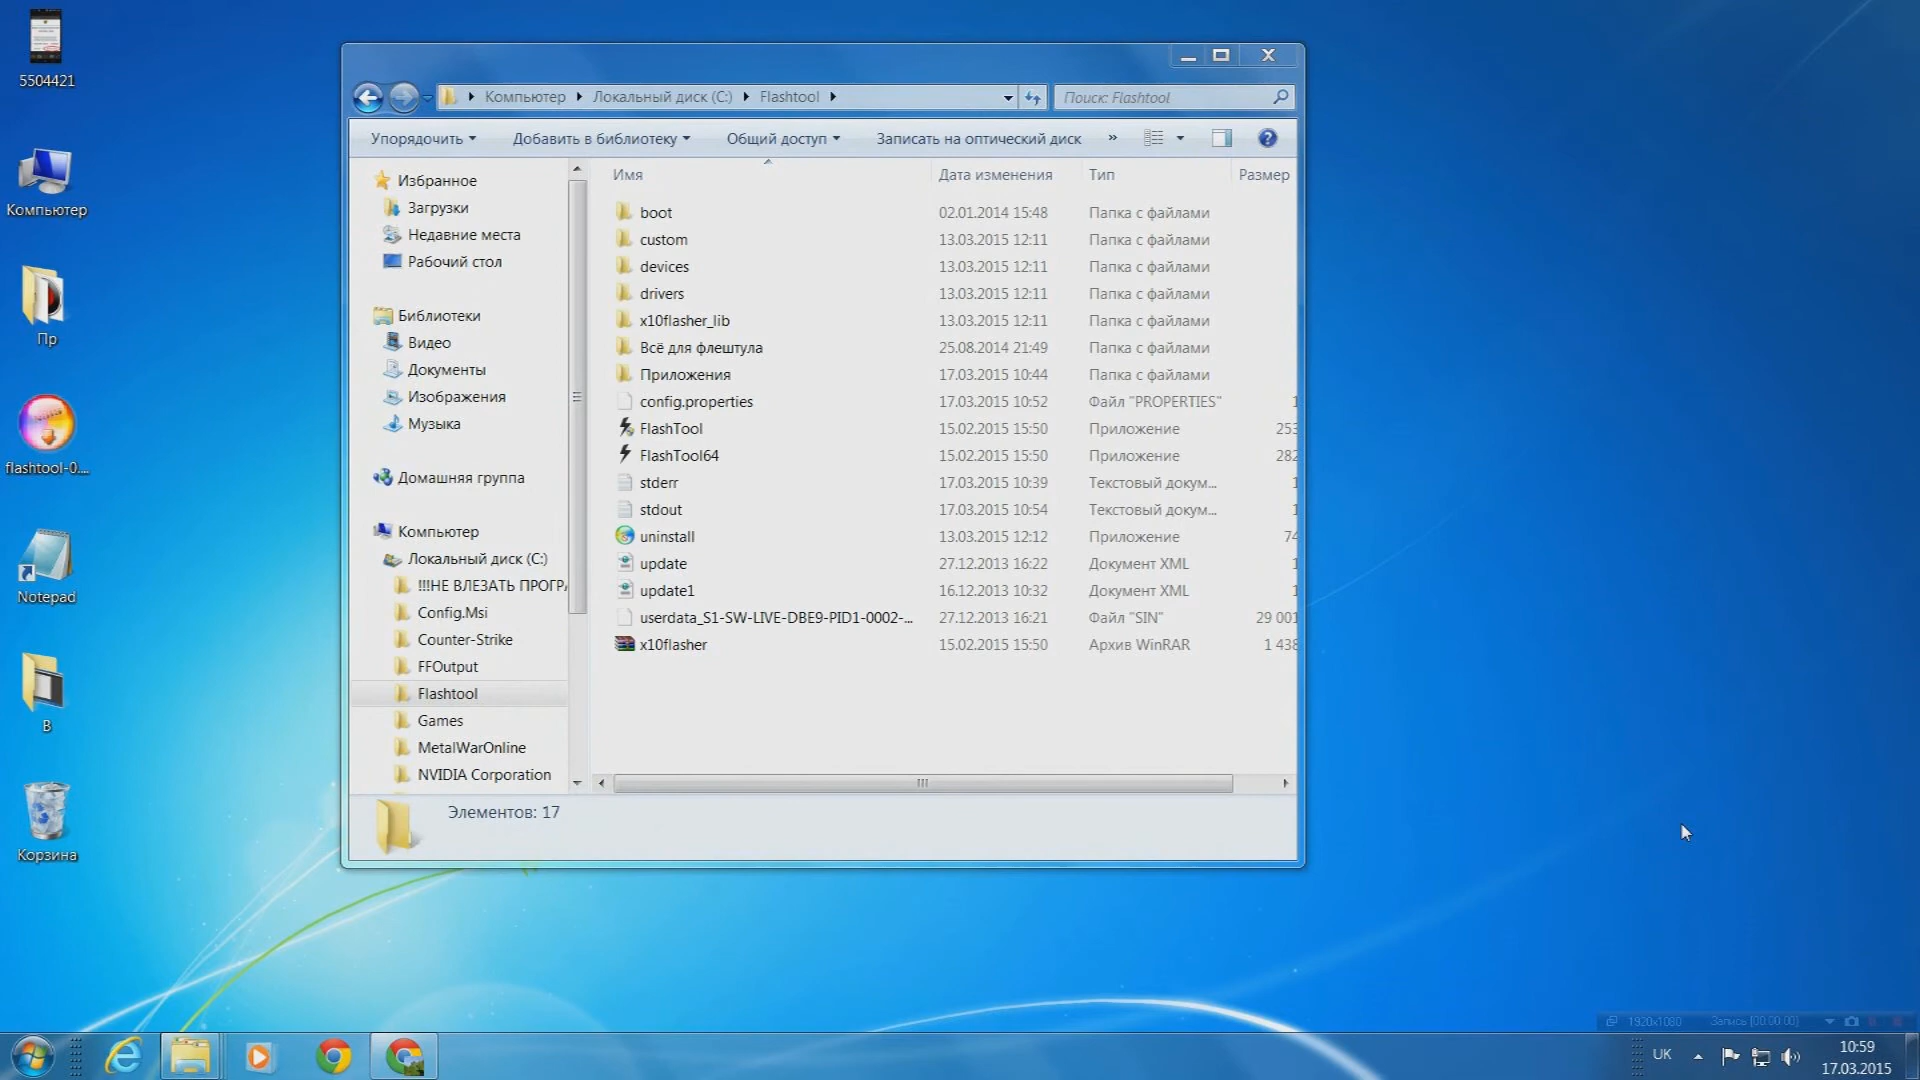 5504421
Компьютер
Пр
flashtool-0....
Notepad
В
Корзина
Компьютер Локальный диск (C:) Flashtool
Поиск: Flashtool
Упорядочить Добавить в библиотеку Общий доступ Записать на оптический диск »
Избранное
Загрузки
Недавние места
Рабочий стол
Библиотеки
Видео
Документы
Изображения
Музыка
Домашняя группа
Компьютер
Локальный диск (C:)
!!!НЕ ВЛЕЗАТЬ ПРОГР
Config.Msi
Counter-Strike
FFOutput
Flashtool
Games
MetalWarOnline
NVIDIA Corporation
Имя Дата изменения Тип Размер
boot 02.01.2014 15:48 Папка с файлами
custom 13.03.2015 12:11 Папка с файлами
devices 13.03.2015 12:11 Папка с файлами
drivers 13.03.2015 12:11 Папка с файлами
x10flasher_lib 13.03.2015 12:11 Папка с файлами
Всё для флештула 25.08.2014 21:49 Папка с файлами
Приложения 17.03.2015 10:44 Папка с файлами
config.properties 17.03.2015 10:52 Файл "PROPERTIES" 1
FlashTool 15.02.2015 15:50 Приложение 253
FlashTool64 15.02.2015 15:50 Приложение 282
stderr 17.03.2015 10:39 Текстовый докум... 1
stdout 17.03.2015 10:54 Текстовый докум... 1
uninstall 13.03.2015 12:12 Приложение 74
update 27.12.2013 16:22 Документ XML 1
update1 16.12.2013 10:32 Документ XML 1
userdata_S1-SW-LIVE-DBE9-PID1-0002-... 27.12.2013 16:21 Файл "SIN" 29 001
x10flasher 15.02.2015 15:50 Архив WinRAR 1 438
Элементов: 17
1920x1080 Запись [00:00:00]
UK
10:59
17.03.2015